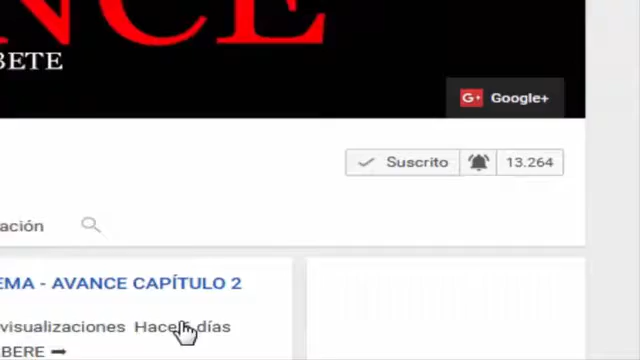 NCE
BETE
G+ Google+
Suscrito 13.264
ación
EMA - AVANCE CAPÍTULO 2
visualizaciones Hace días
BERE ➡